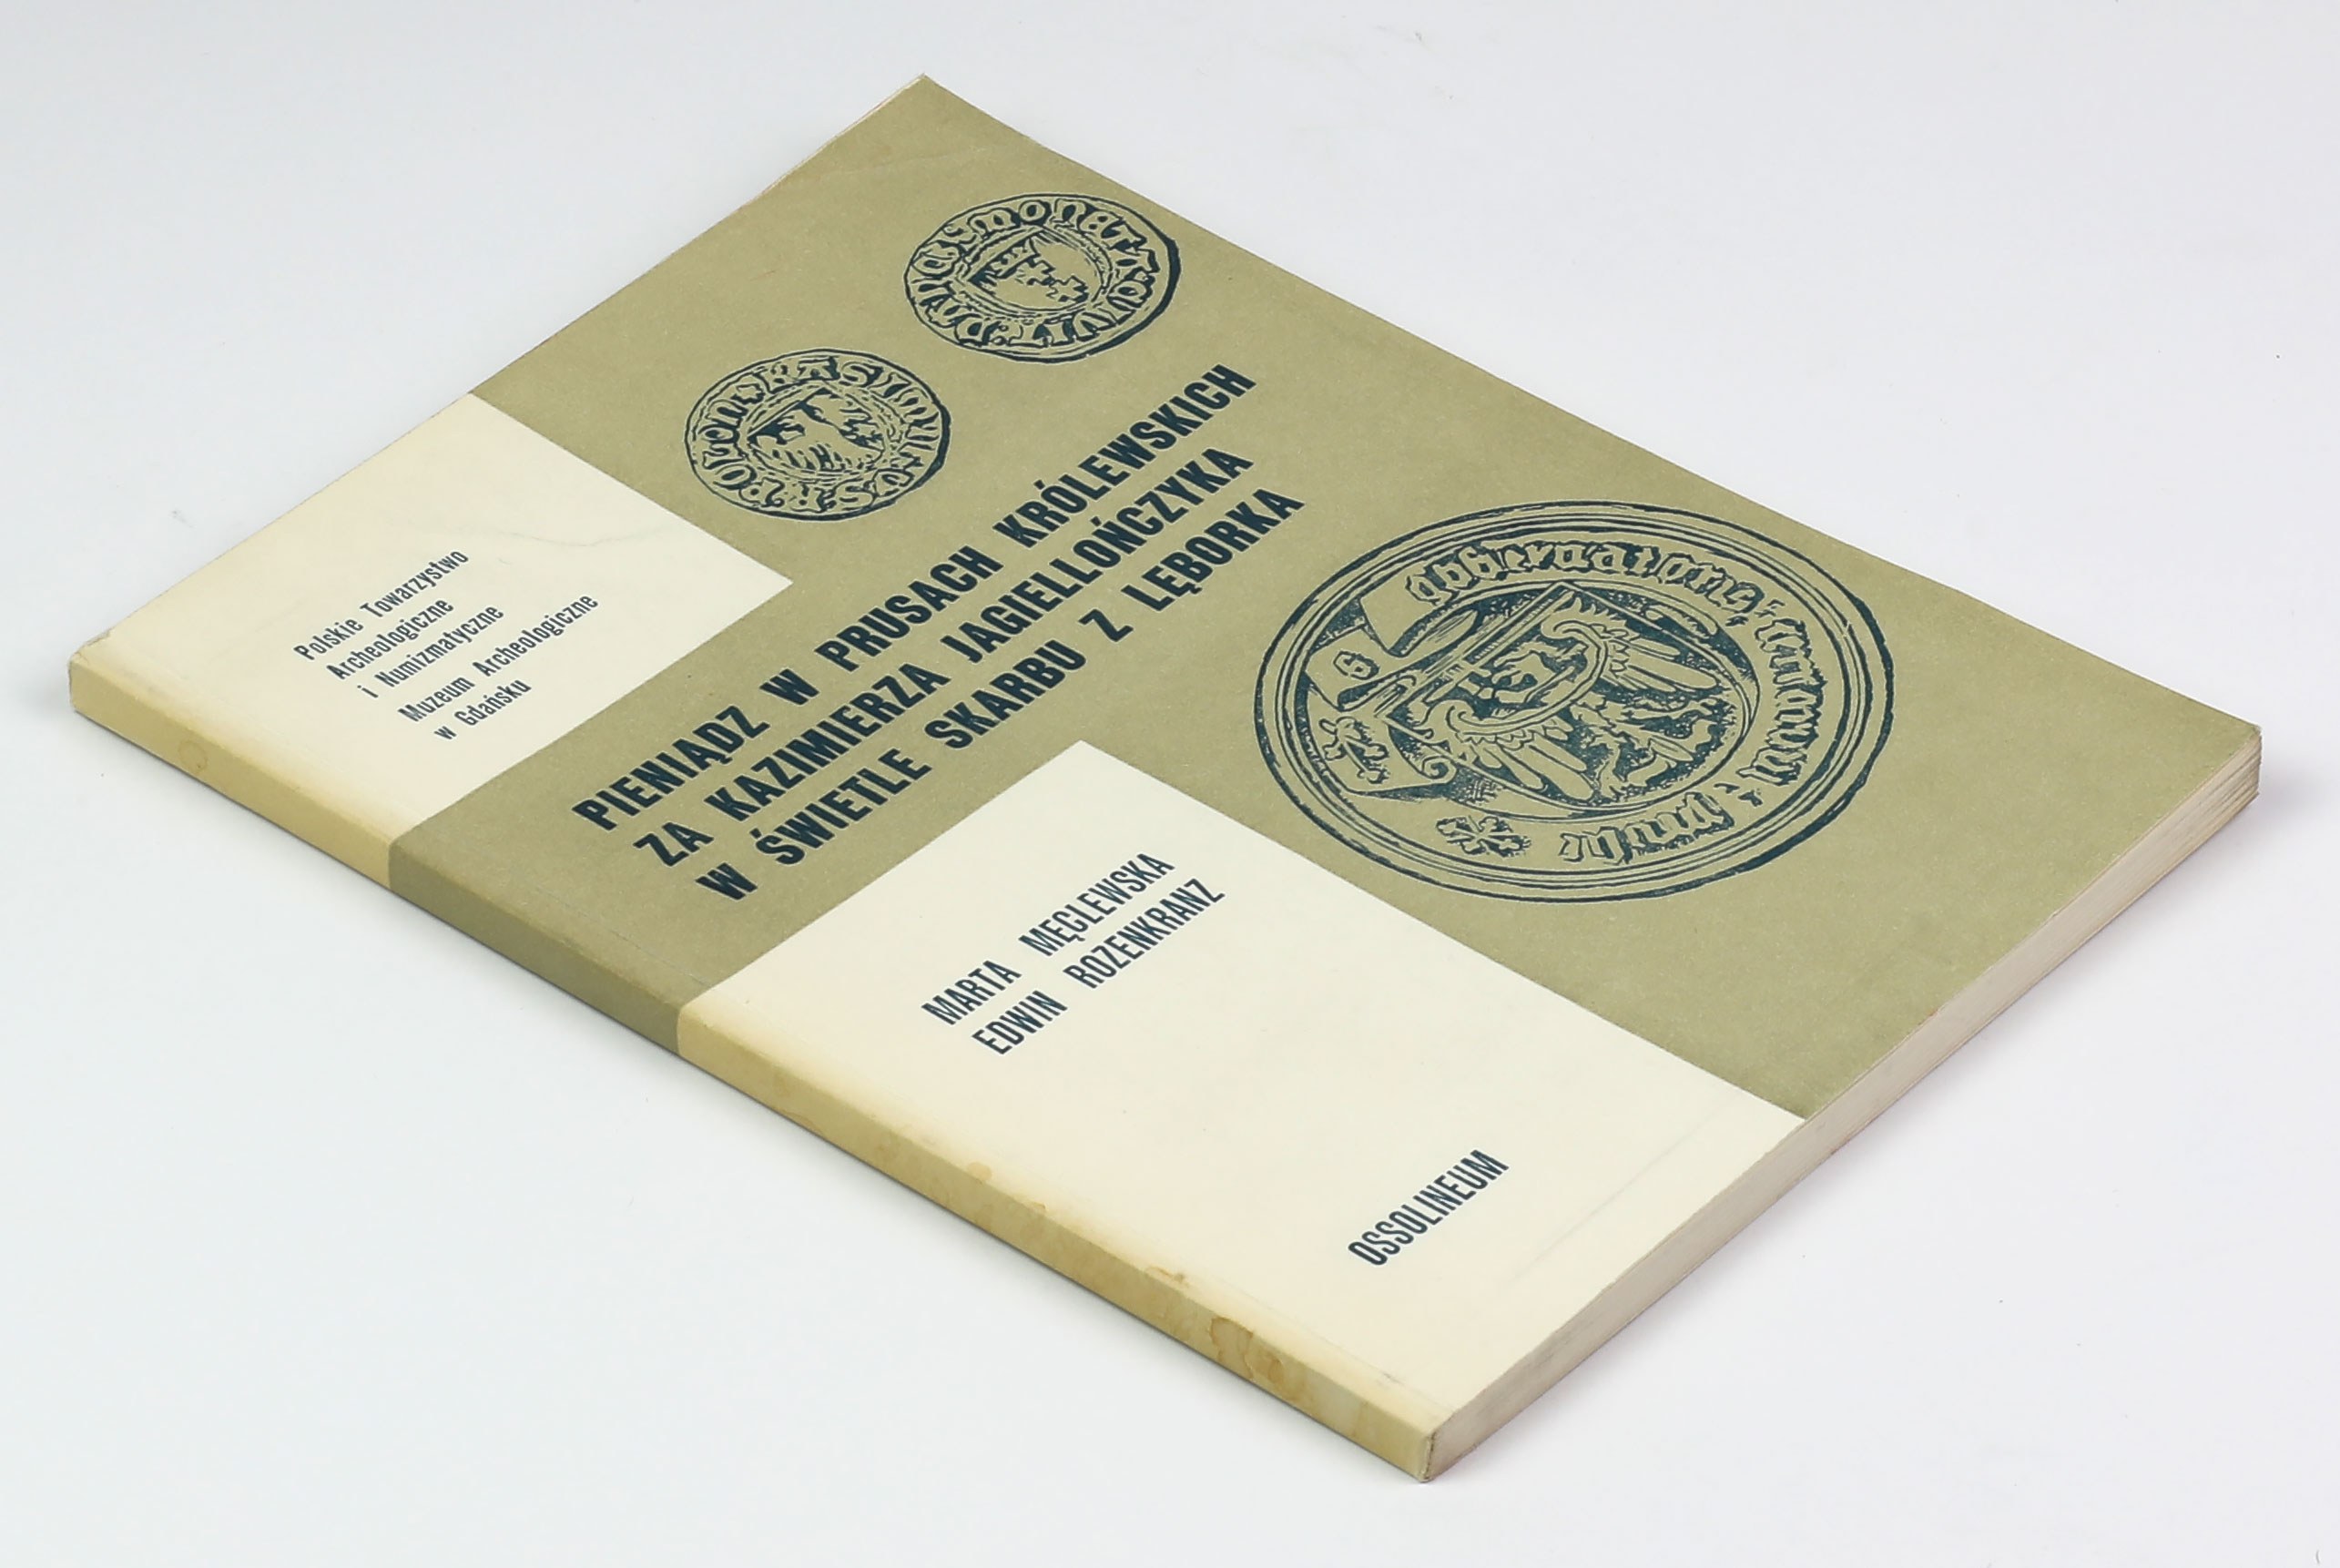 Polskie Towarzystwo
Archeologiczne
i Numizmatyczne
Muzeum Archeologiczne
w Gdańsku
PIENIĄDZ W PRUSACH KRÓLEWSKICH
ZA KAZIMIERZA JAGIELLOŃCZYKA
W ŚWIETLE SKARBU Z LĘBORKA
MARTA MĘCLEWSKA
EDWIN ROZENKRANZ
OSSOLINEUM